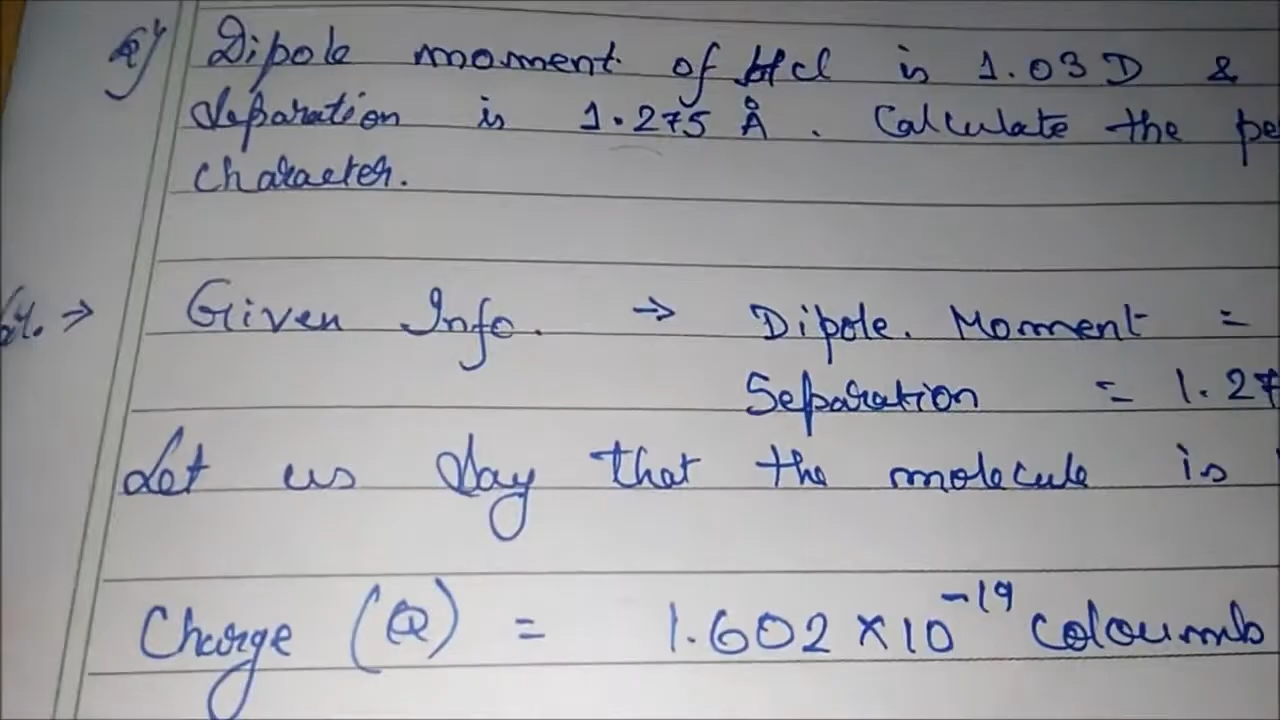 Q) Dipole moment of Hcl is 1.03 D &
separation is 1.275 Å. Calculate the pe
character.
Given Info. → Dipole. Moment =
Separation = 1.27
Let us say that the molecule is
Charge (Q) = 1.602 × 10⁻¹⁹ Coloumb